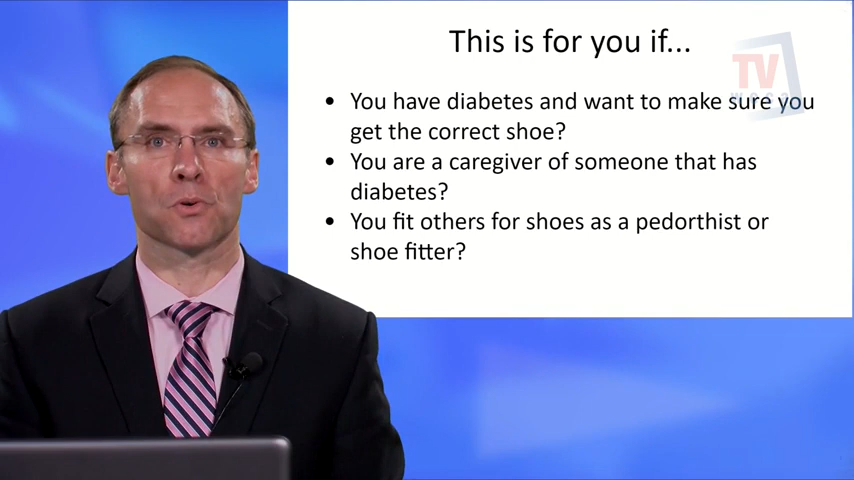 This is for you if...
TV
• You have diabetes and want to make sure you
get the correct shoe?
• You are a caregiver of someone that has
diabetes?
• You fit others for shoes as a pedorthist or
shoe fitter?